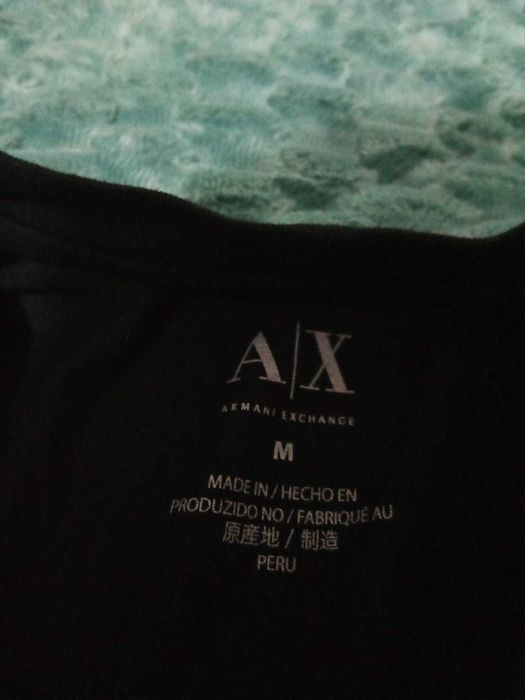 A|X
ARMANI EXCHANGE
M
MADE IN / HECHO EN
PRODUZIDO NO / FABRIQUÉ AU
原産地 / 制造
PERU